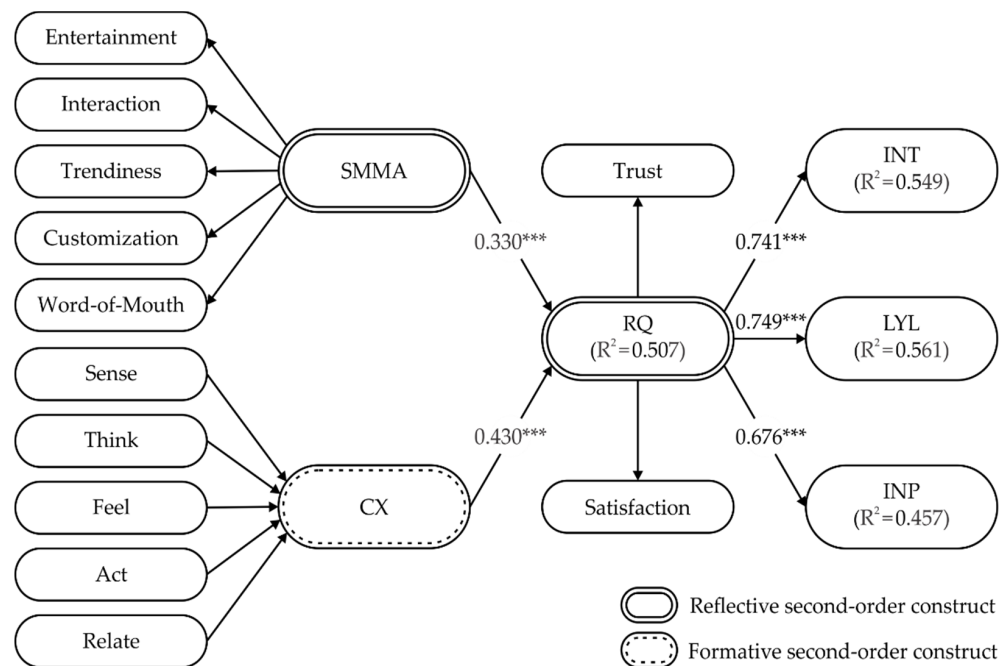 Entertainment
Interaction
Trendiness
Customization
Word-of-Mouth
Sense
Think
Feel
Act
Relate
SMMA
CX
0.330***
0.430***
Trust
RQ
(R²=0.507)
Satisfaction
0.741***
0.749***
0.676***
INT
(R²=0.549)
LYL
(R²=0.561)
INP
(R²=0.457)
Reflective second-order construct
Formative second-order construct